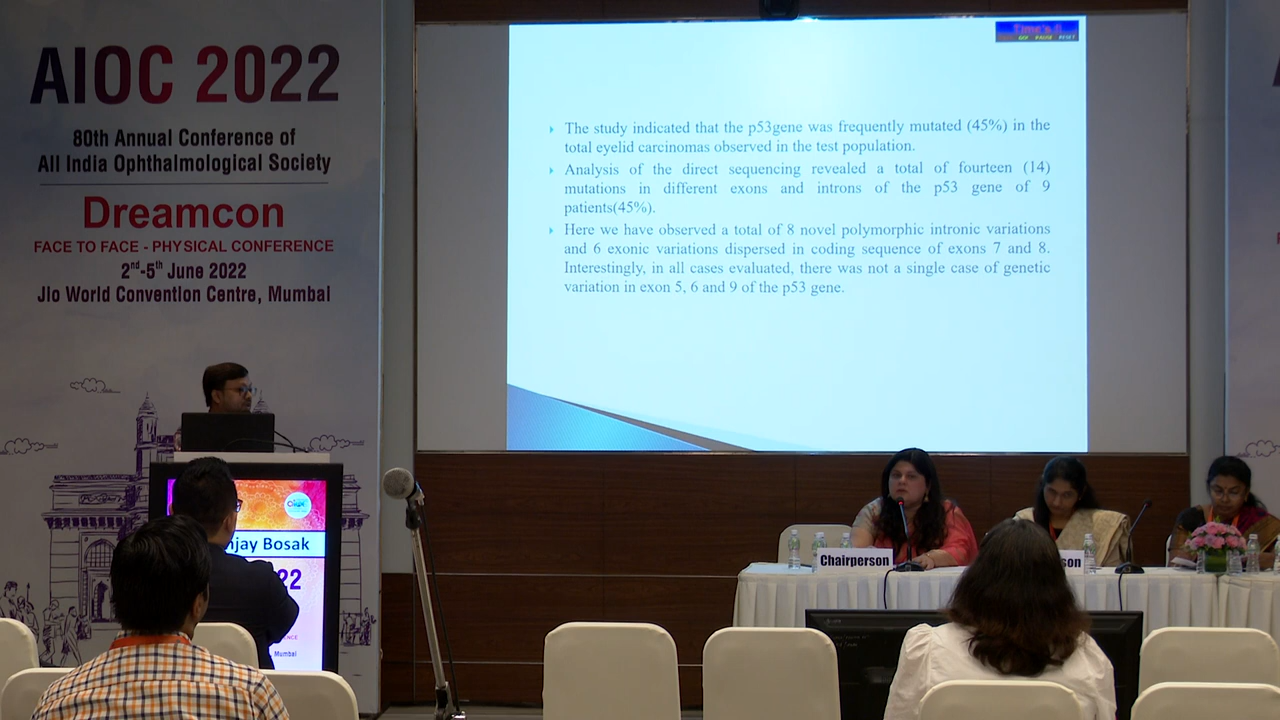 AIOC 2022
80th Annual Conference of
All India Ophthalmological Society
Dreamcon
FACE TO FACE - PHYSICAL CONFERENCE
2nd-5th June 2022
Jio World Convention Centre, Mumbai
Time's
PAUSE RESET
The study indicated that the p53gene was frequently mutated (45%) in the
total eyelid carcinomas observed in the test population.
Analysis of the direct sequencing revealed a total of fourteen (14)
mutations in different exons and introns of the p53 gene of 9
patients(45%).
Here we have observed a total of 8 novel polymorphic intronic variations
and 6 exonic variations dispersed in coding sequence of exons 7 and 8.
Interestingly, in all cases evaluated, there was not a single case of genetic
variation in exon 5, 6 and 9 of the p53 gene.
njay Bosak
22
ENCE
Mumbai
Chairperson
son